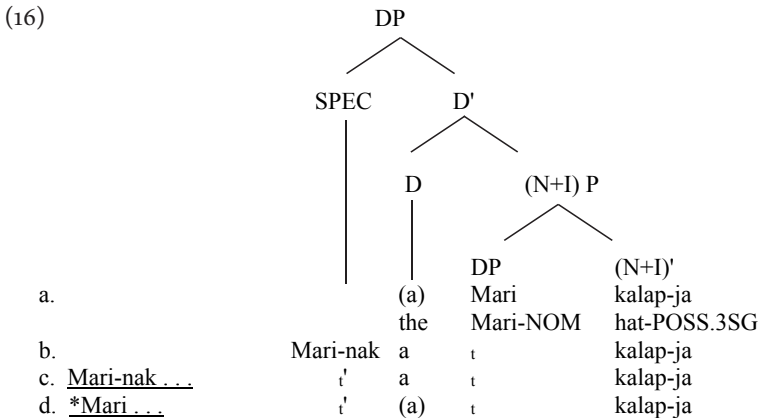 (16) DP
SPEC D'
D (N+I) P
DP (N+I)'
a. (a) Mari kalap-ja
the Mari-NOM hat-POSS.3SG
b. Mari-nak a t kalap-ja
c. Mari-nak . . . t' a t kalap-ja
d. *Mari . . . t' (a) t kalap-ja